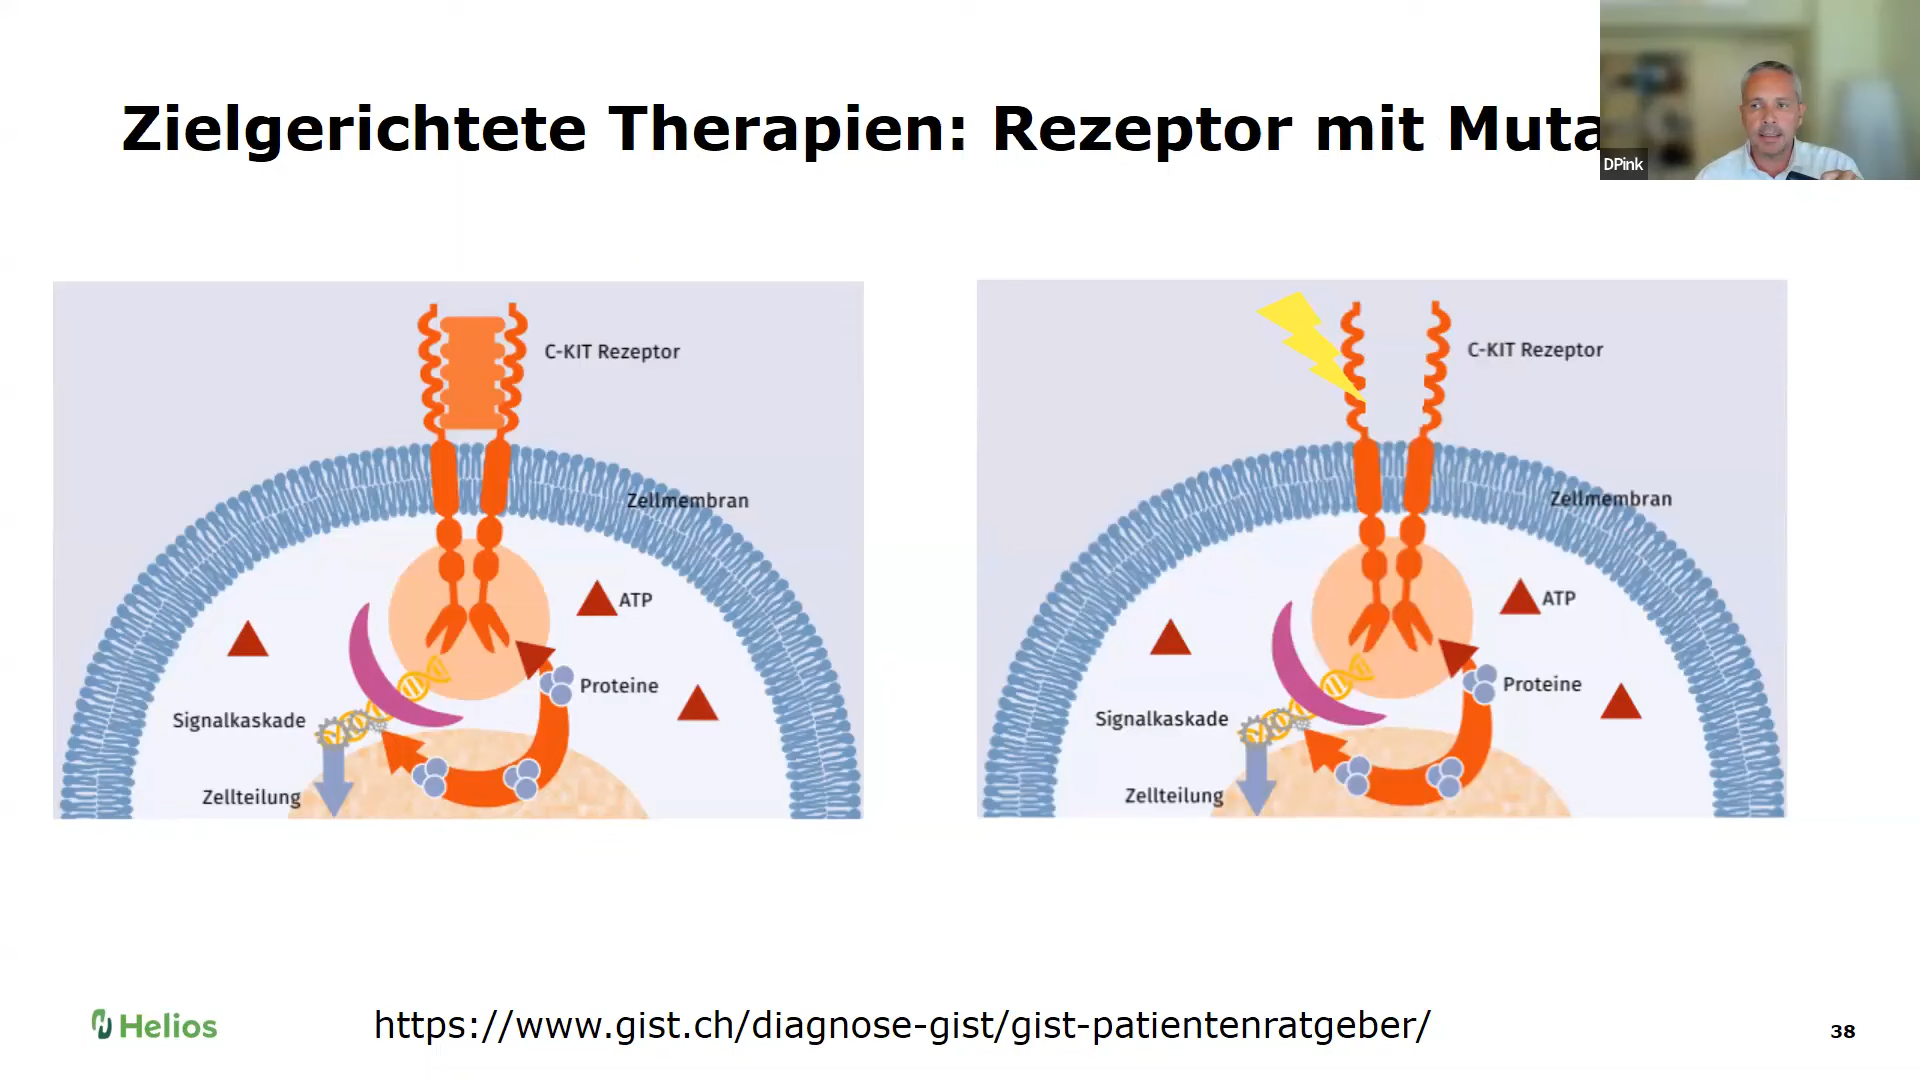 Zielgerichtete Therapien: Rezeptor mit Muta
DPink
C-KIT Rezeptor
Zellmembran
ATP
Proteine
Signalkaskade
Zellteilung
C-KIT Rezeptor
Zellmembran
ATP
Proteine
Signalkaskade
Zellteilung
Helios
https://www.gist.ch/diagnose-gist/gist-patientenratgeber/
38